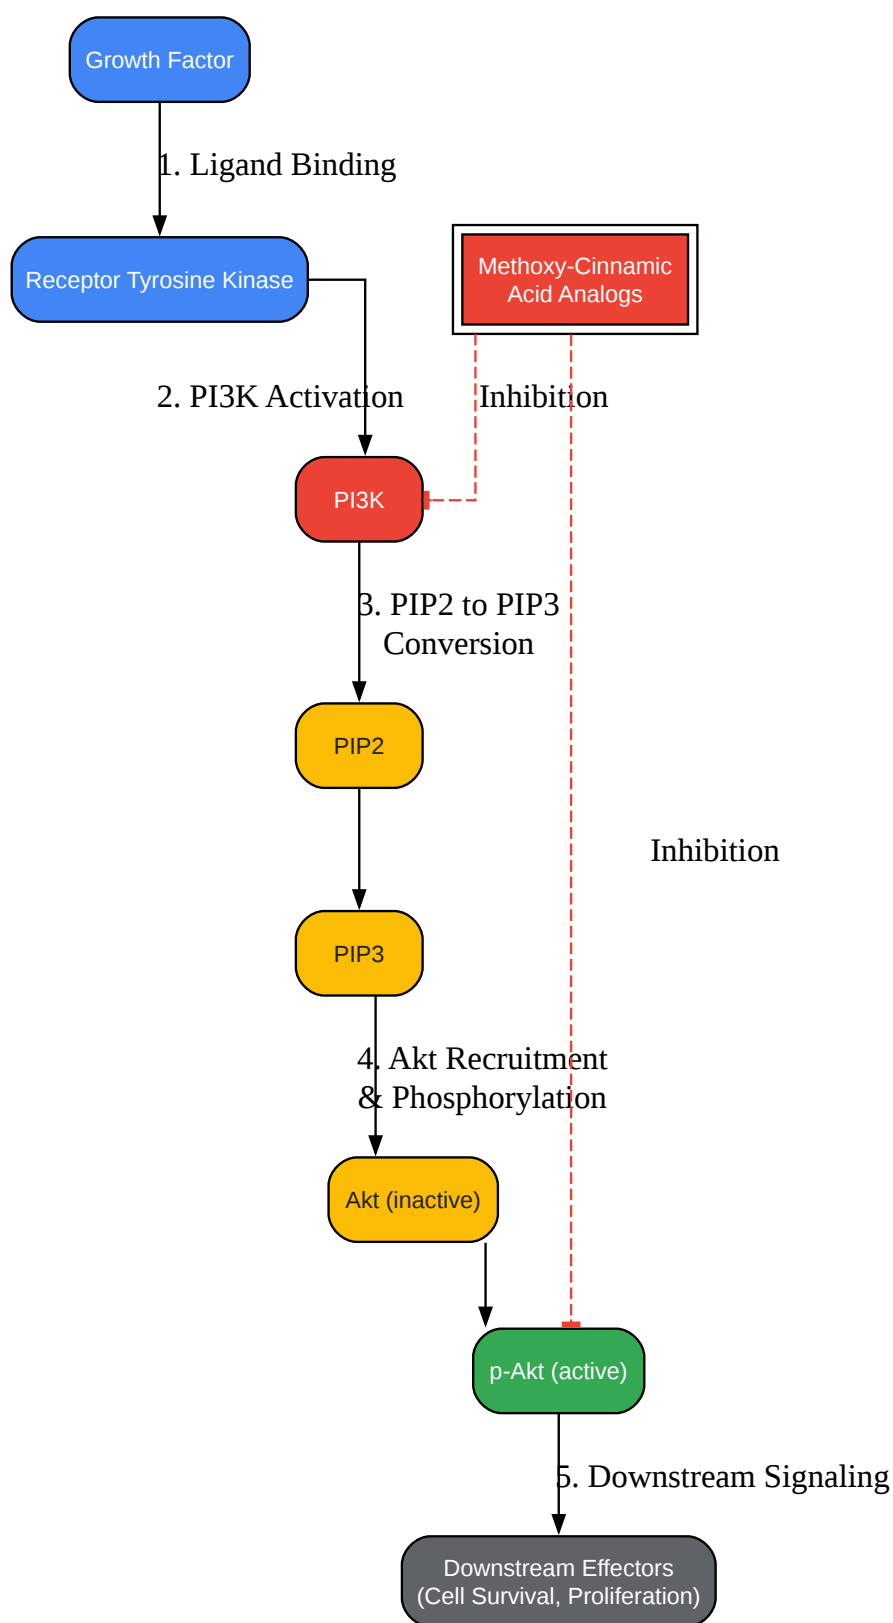 Growth Factor
1. Ligand Binding
Receptor Tyrosine Kinase
Methoxy-Cinnamic
Acid Analogs
2. PI3K Activation
Inhibition
PI3K
3. PIP2 to PIP3
Conversion
PIP2
Inhibition
PIP3
4. Akt Recruitment
& Phosphorylation
Akt (inactive)
p-Akt (active)
5. Downstream Signaling
Downstream Effectors
(Cell Survival, Proliferation)